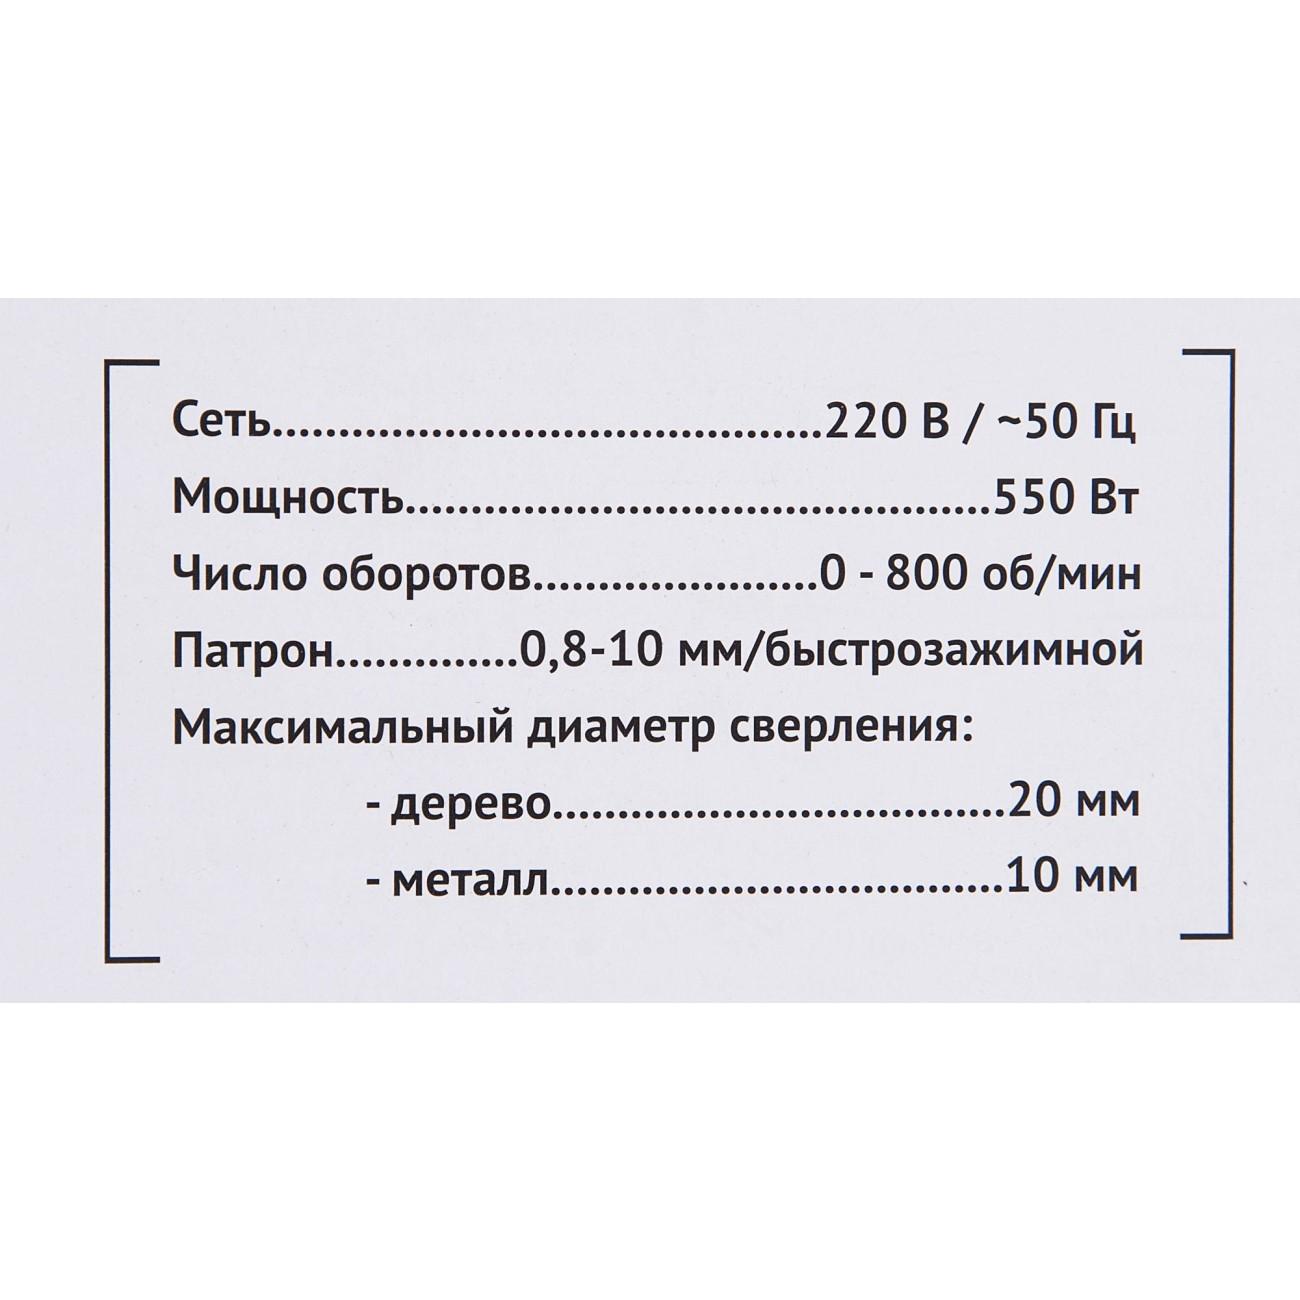 Сеть..........................................220 В / ~50 Гц
Мощность.............................................550 Вт
Число оборотов......................0 - 800 об/мин
Патрон..............0,8-10 мм/быстрозажимной
Максимальный диаметр сверления:
- дерево...................................20 мм
- металл...................................10 мм